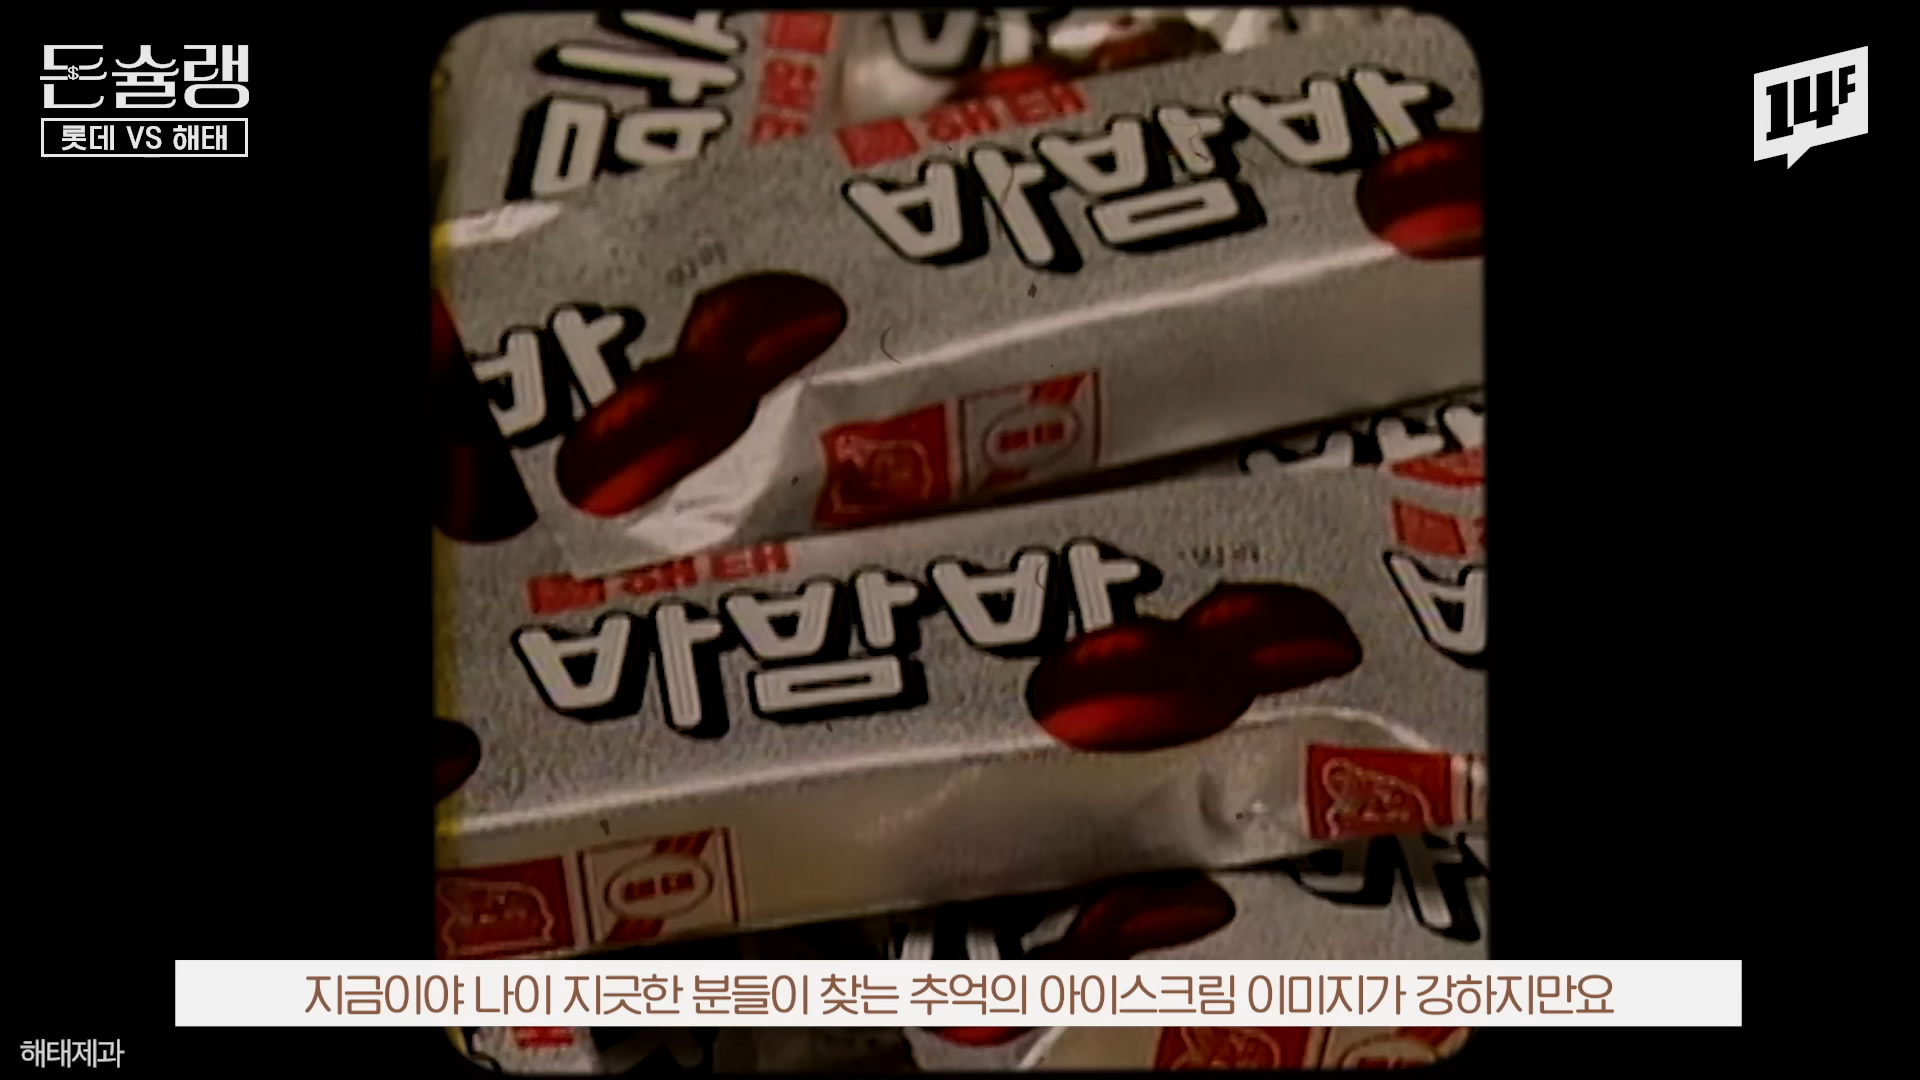 돈슐랭
롯데 VS 해태
14F
해태
바밤바
해태
해태
바밤바
해태
지금이야 나이 지긋한 분들이 찾는 추억의 아이스크림 이미지가 강하지만요
해태제과